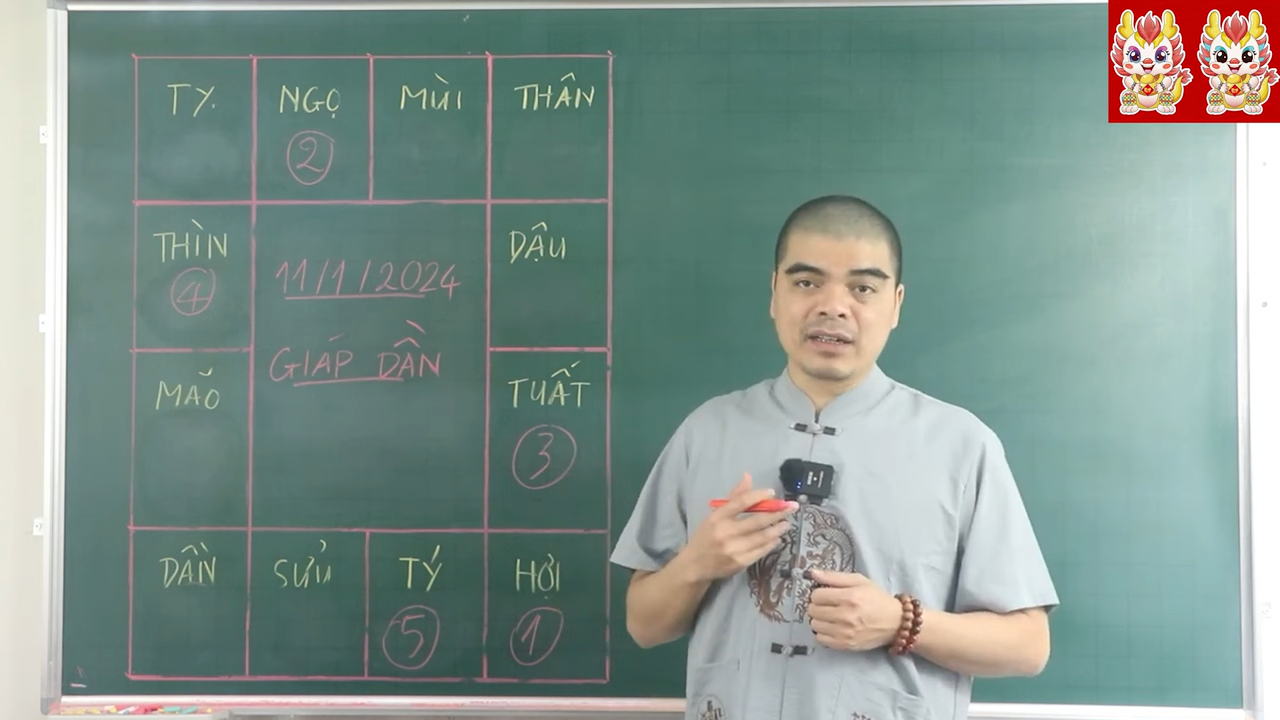 TỴ
NGỌ
②
MÙI
THÂN
THÌN
④
11/1/2024
GIÁP DẦN
DẬU
MÃO
TUẤT
③
DẦN
SỬU
TÝ
⑤
HỢI
①